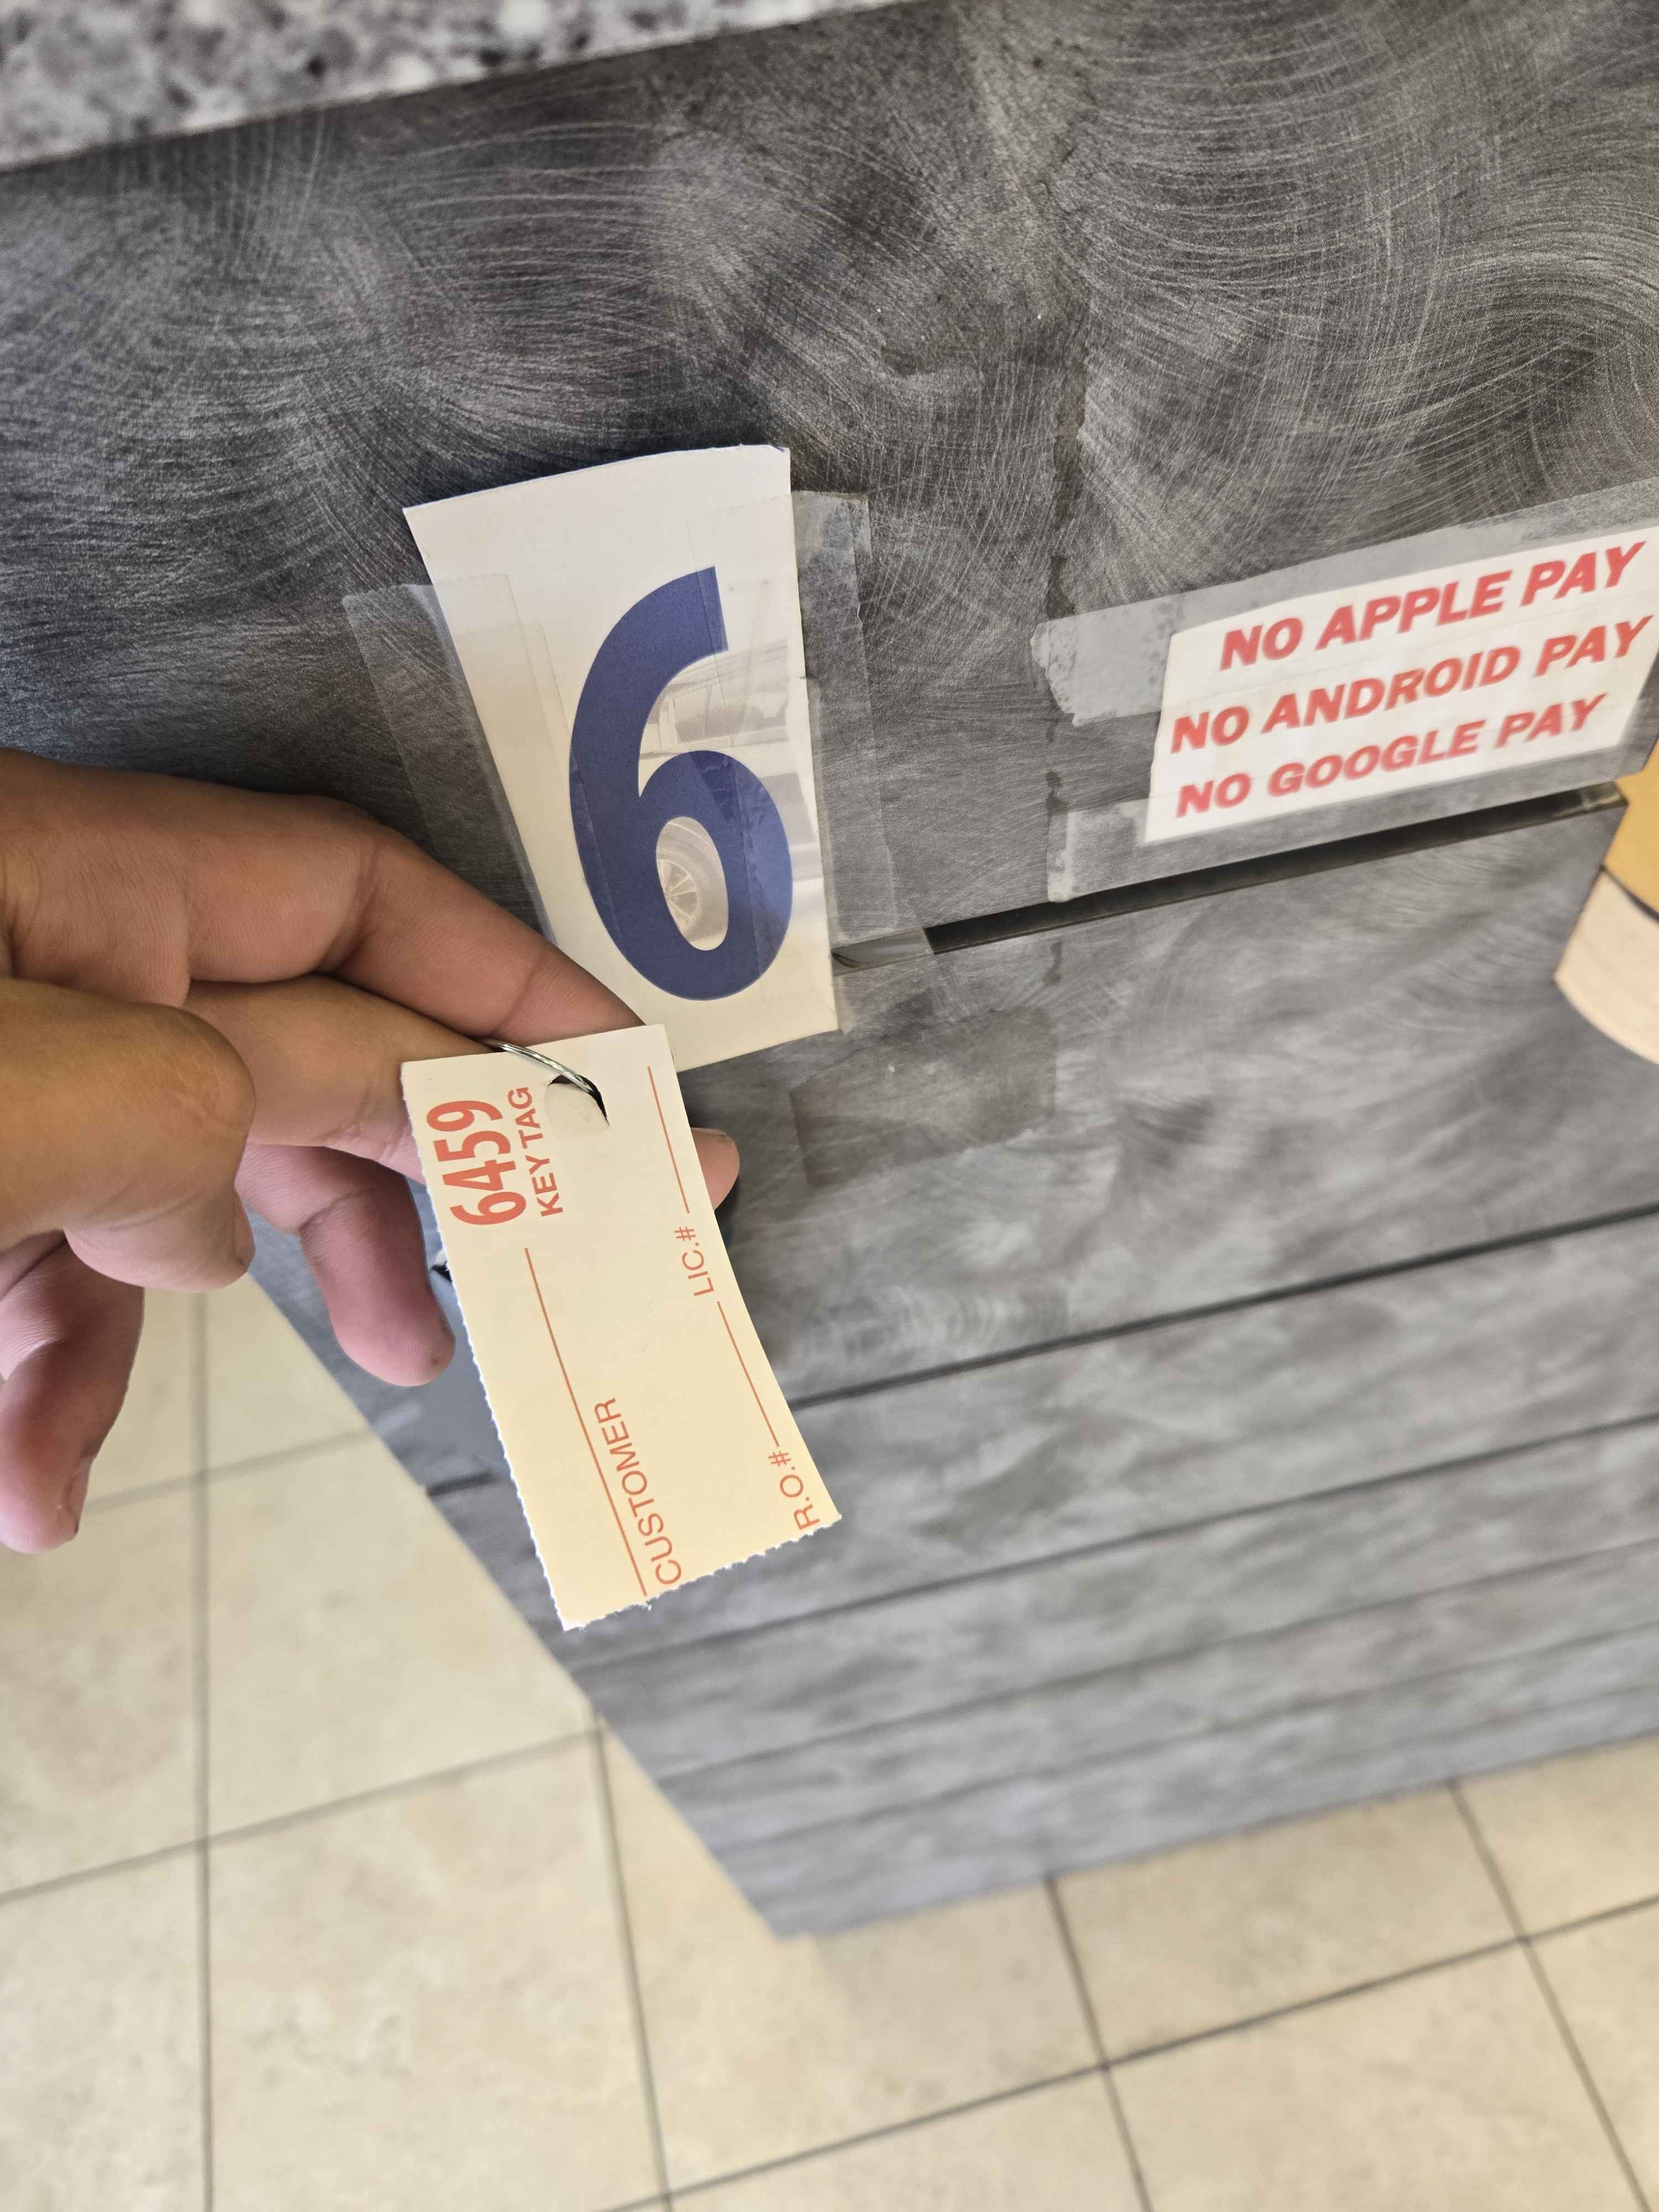 6
NO APPLE PAY
NO ANDROID PAY
NO GOOGLE PAY
6459
KEY TAG
CUSTOMER
LIC.#
R.O.#